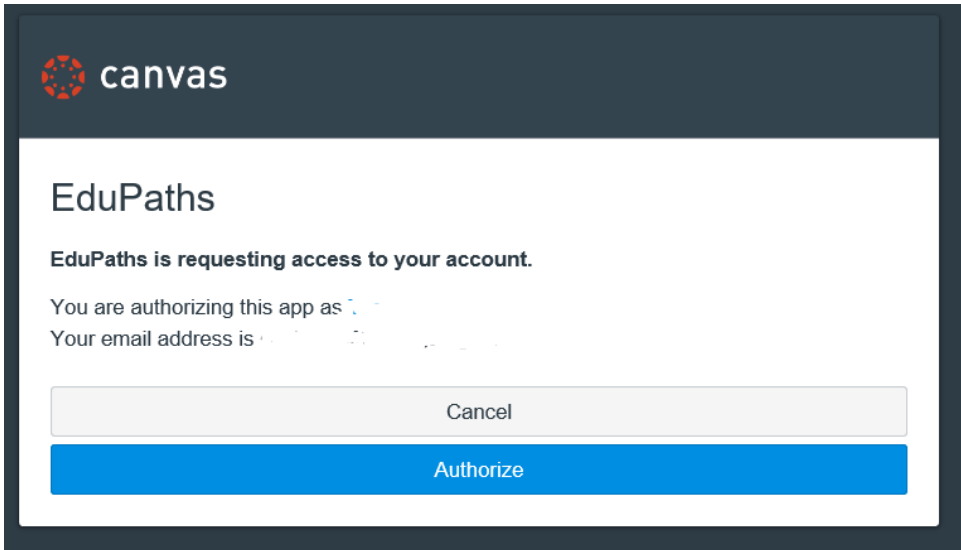 canvas
EduPaths
EduPaths is requesting access to your account.
You are authorizing this app as
Your email address is
Cancel
Authorize